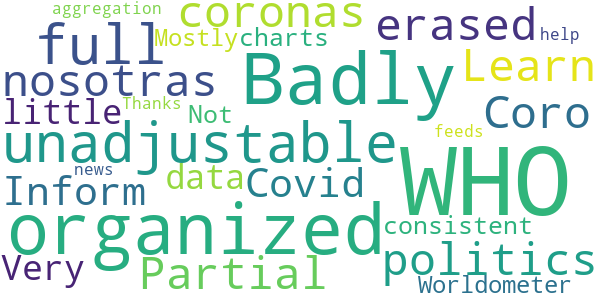 aggregation
coronas
erased
help
full
Mostly
charts
Learn
nosotras
Badly
little
Thanks
Not
Coro
unadjustable
feeds
WHO
news
data
Covid
Inform
organized
consistent
politics
Very
Partial
Worldometer